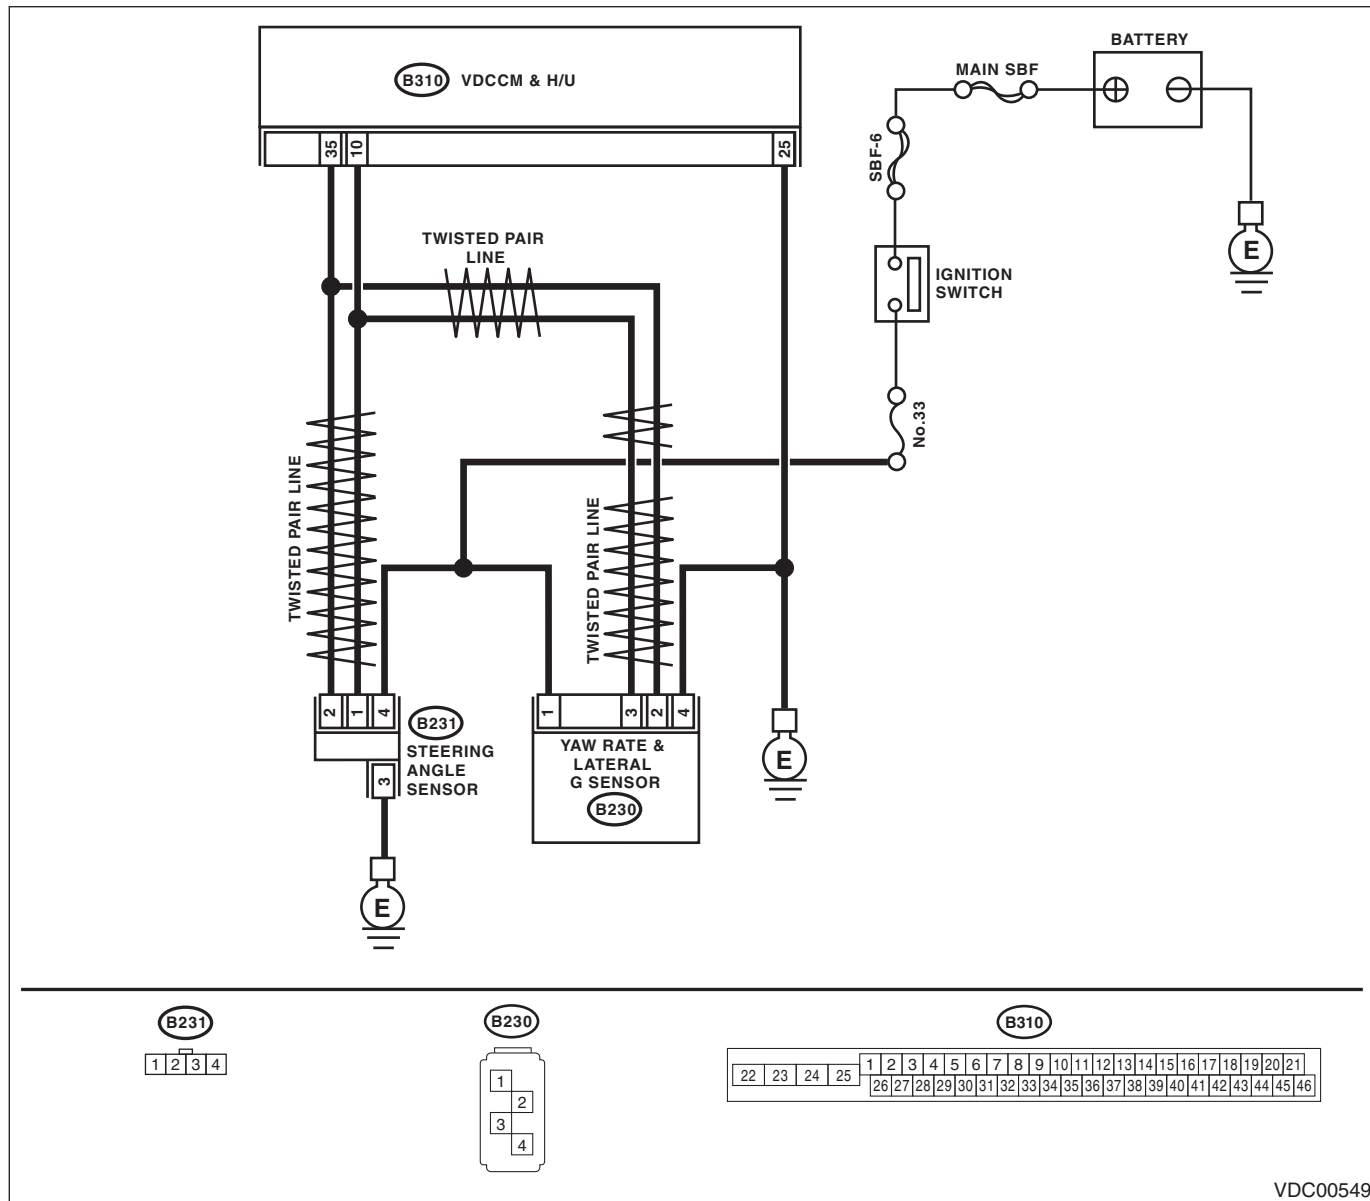 BATTERY
MAIN SBF
B310 VDCCM & H/U
35 10 25
SBF-6
TWISTED PAIR
LINE
E
IGNITION
SWITCH
No.33
TWISTED PAIR LINE
TWISTED PAIR LINE
2 1 4
B231
STEERING
ANGLE
SENSOR
3
E
1 3 2 4
YAW RATE &
LATERAL
G SENSOR
B230
E
B231
1 2 3 4
B230
1
2
3
4
B310
22 23 24 25
1 2 3 4 5 6 7 8 9 10 11 12 13 14 15 16 17 18 19 20 21
26 27 28 29 30 31 32 33 34 35 36 37 38 39 40 41 42 43 44 45 46
VDC00549